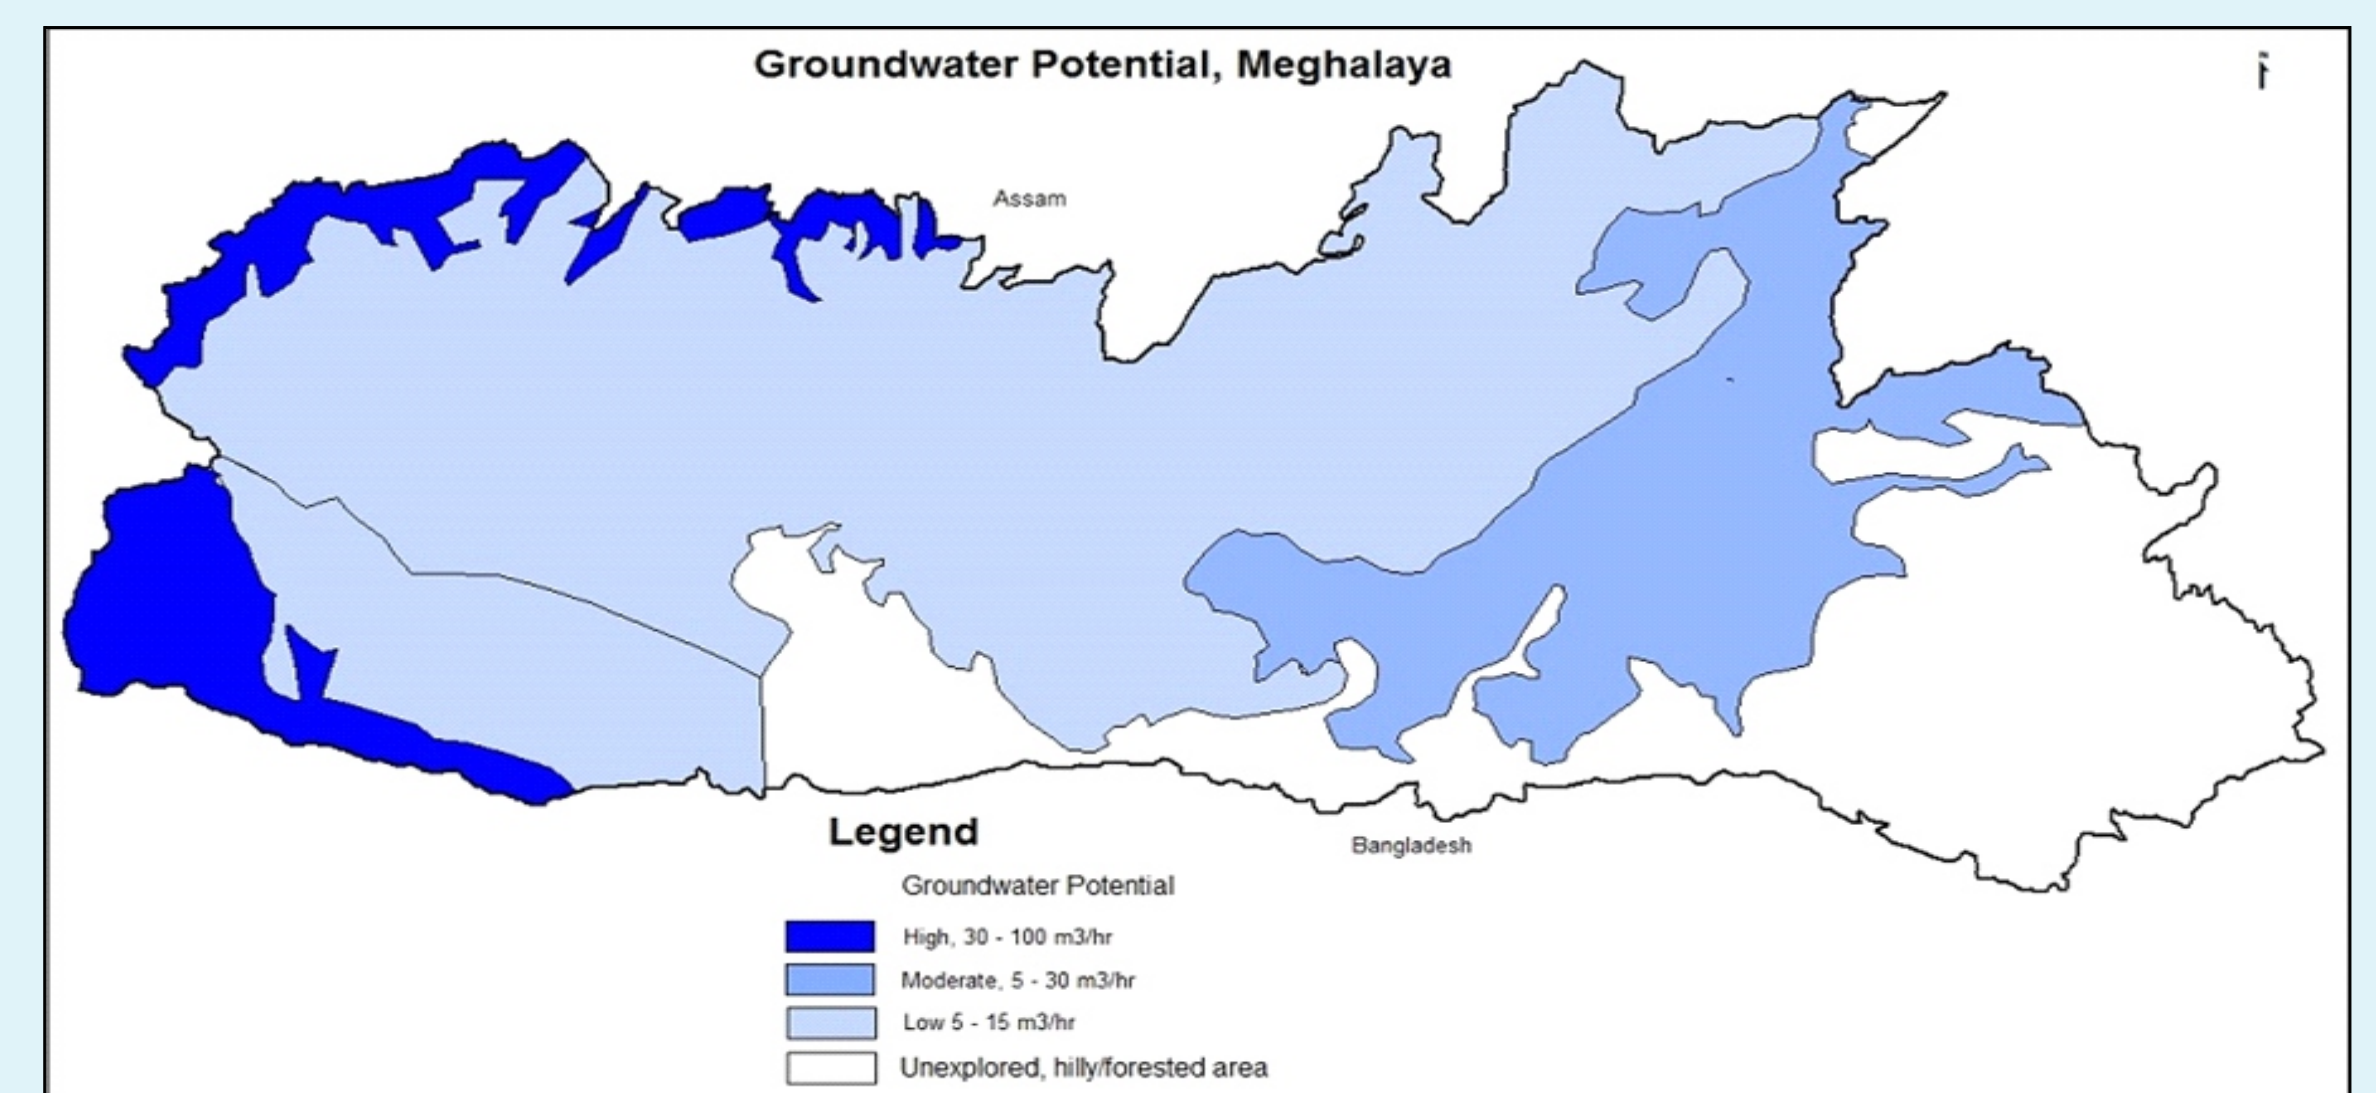 Groundwater Potential, Meghalaya
Assam
Bangladesh
Legend
Groundwater Potential
High, 30 - 100 m3/hr
Moderate, 5 - 30 m3/hr
Low 5 - 15 m3/hr
Unexplored, hilly/forested area